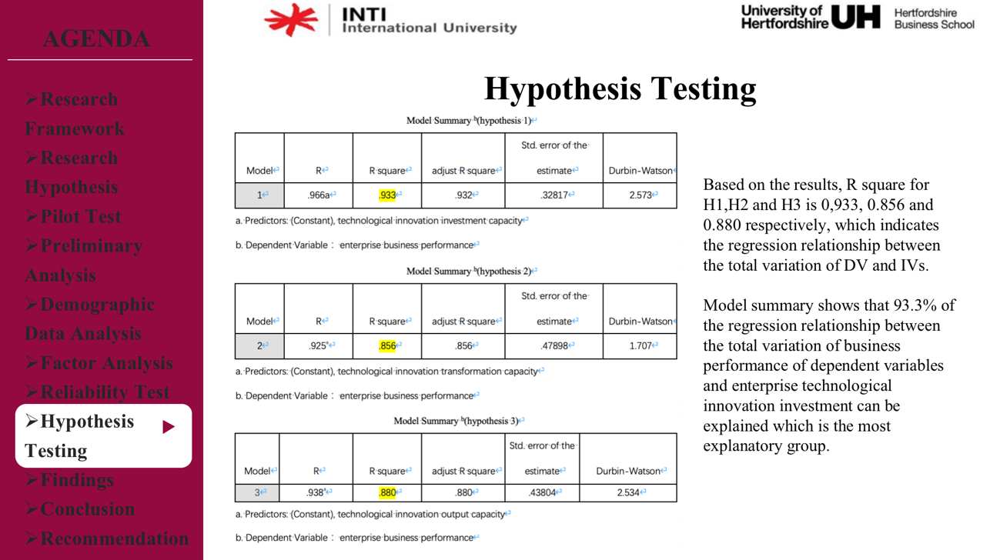 AGENDA
➢Research
Framework
➢Research
Hypothesis
➢Pilot Test
➢Preliminary
Analysis
➢Demographic
Data Analysis
➢Factor Analysis
➢Reliability Test
➢Hypothesis
Testing
➢Findings
➢Conclusion
➢Recommendation
INTI
International University
University of
Hertfordshire
UH
Hertfordshire
Business School
Hypothesis Testing
Model Summary b(hypothesis 1)
Std. error of the
Model R R square adjust R square estimate Durbin-Watson
1 .966a .933 .932 .32817 2.573
a. Predictors: (Constant), technological innovation investment capacity
b. Dependent Variable： enterprise business performance
Model Summary b(hypothesis 2)
Std. error of the
Model R R square adjust R square estimate Durbin-Watson
2 .925a .856 .856 .47898 1.707
a. Predictors: (Constant), technological innovation transformation capacity
b. Dependent Variable： enterprise business performance
Model Summary b(hypothesis 3)
Std. error of the
Model R R square adjust R square estimate Durbin-Watson
3 .938a .880 .880 .43804 2.534
a. Predictors: (Constant), technological innovation output capacity
b. Dependent Variable： enterprise business performance
Based on the results, R square for
H1,H2 and H3 is 0,933, 0.856 and
0.880 respectively, which indicates
the regression relationship between
the total variation of DV and IVs.
Model summary shows that 93.3% of
the regression relationship between
the total variation of business
performance of dependent variables
and enterprise technological
innovation investment can be
explained which is the most
explanatory group.